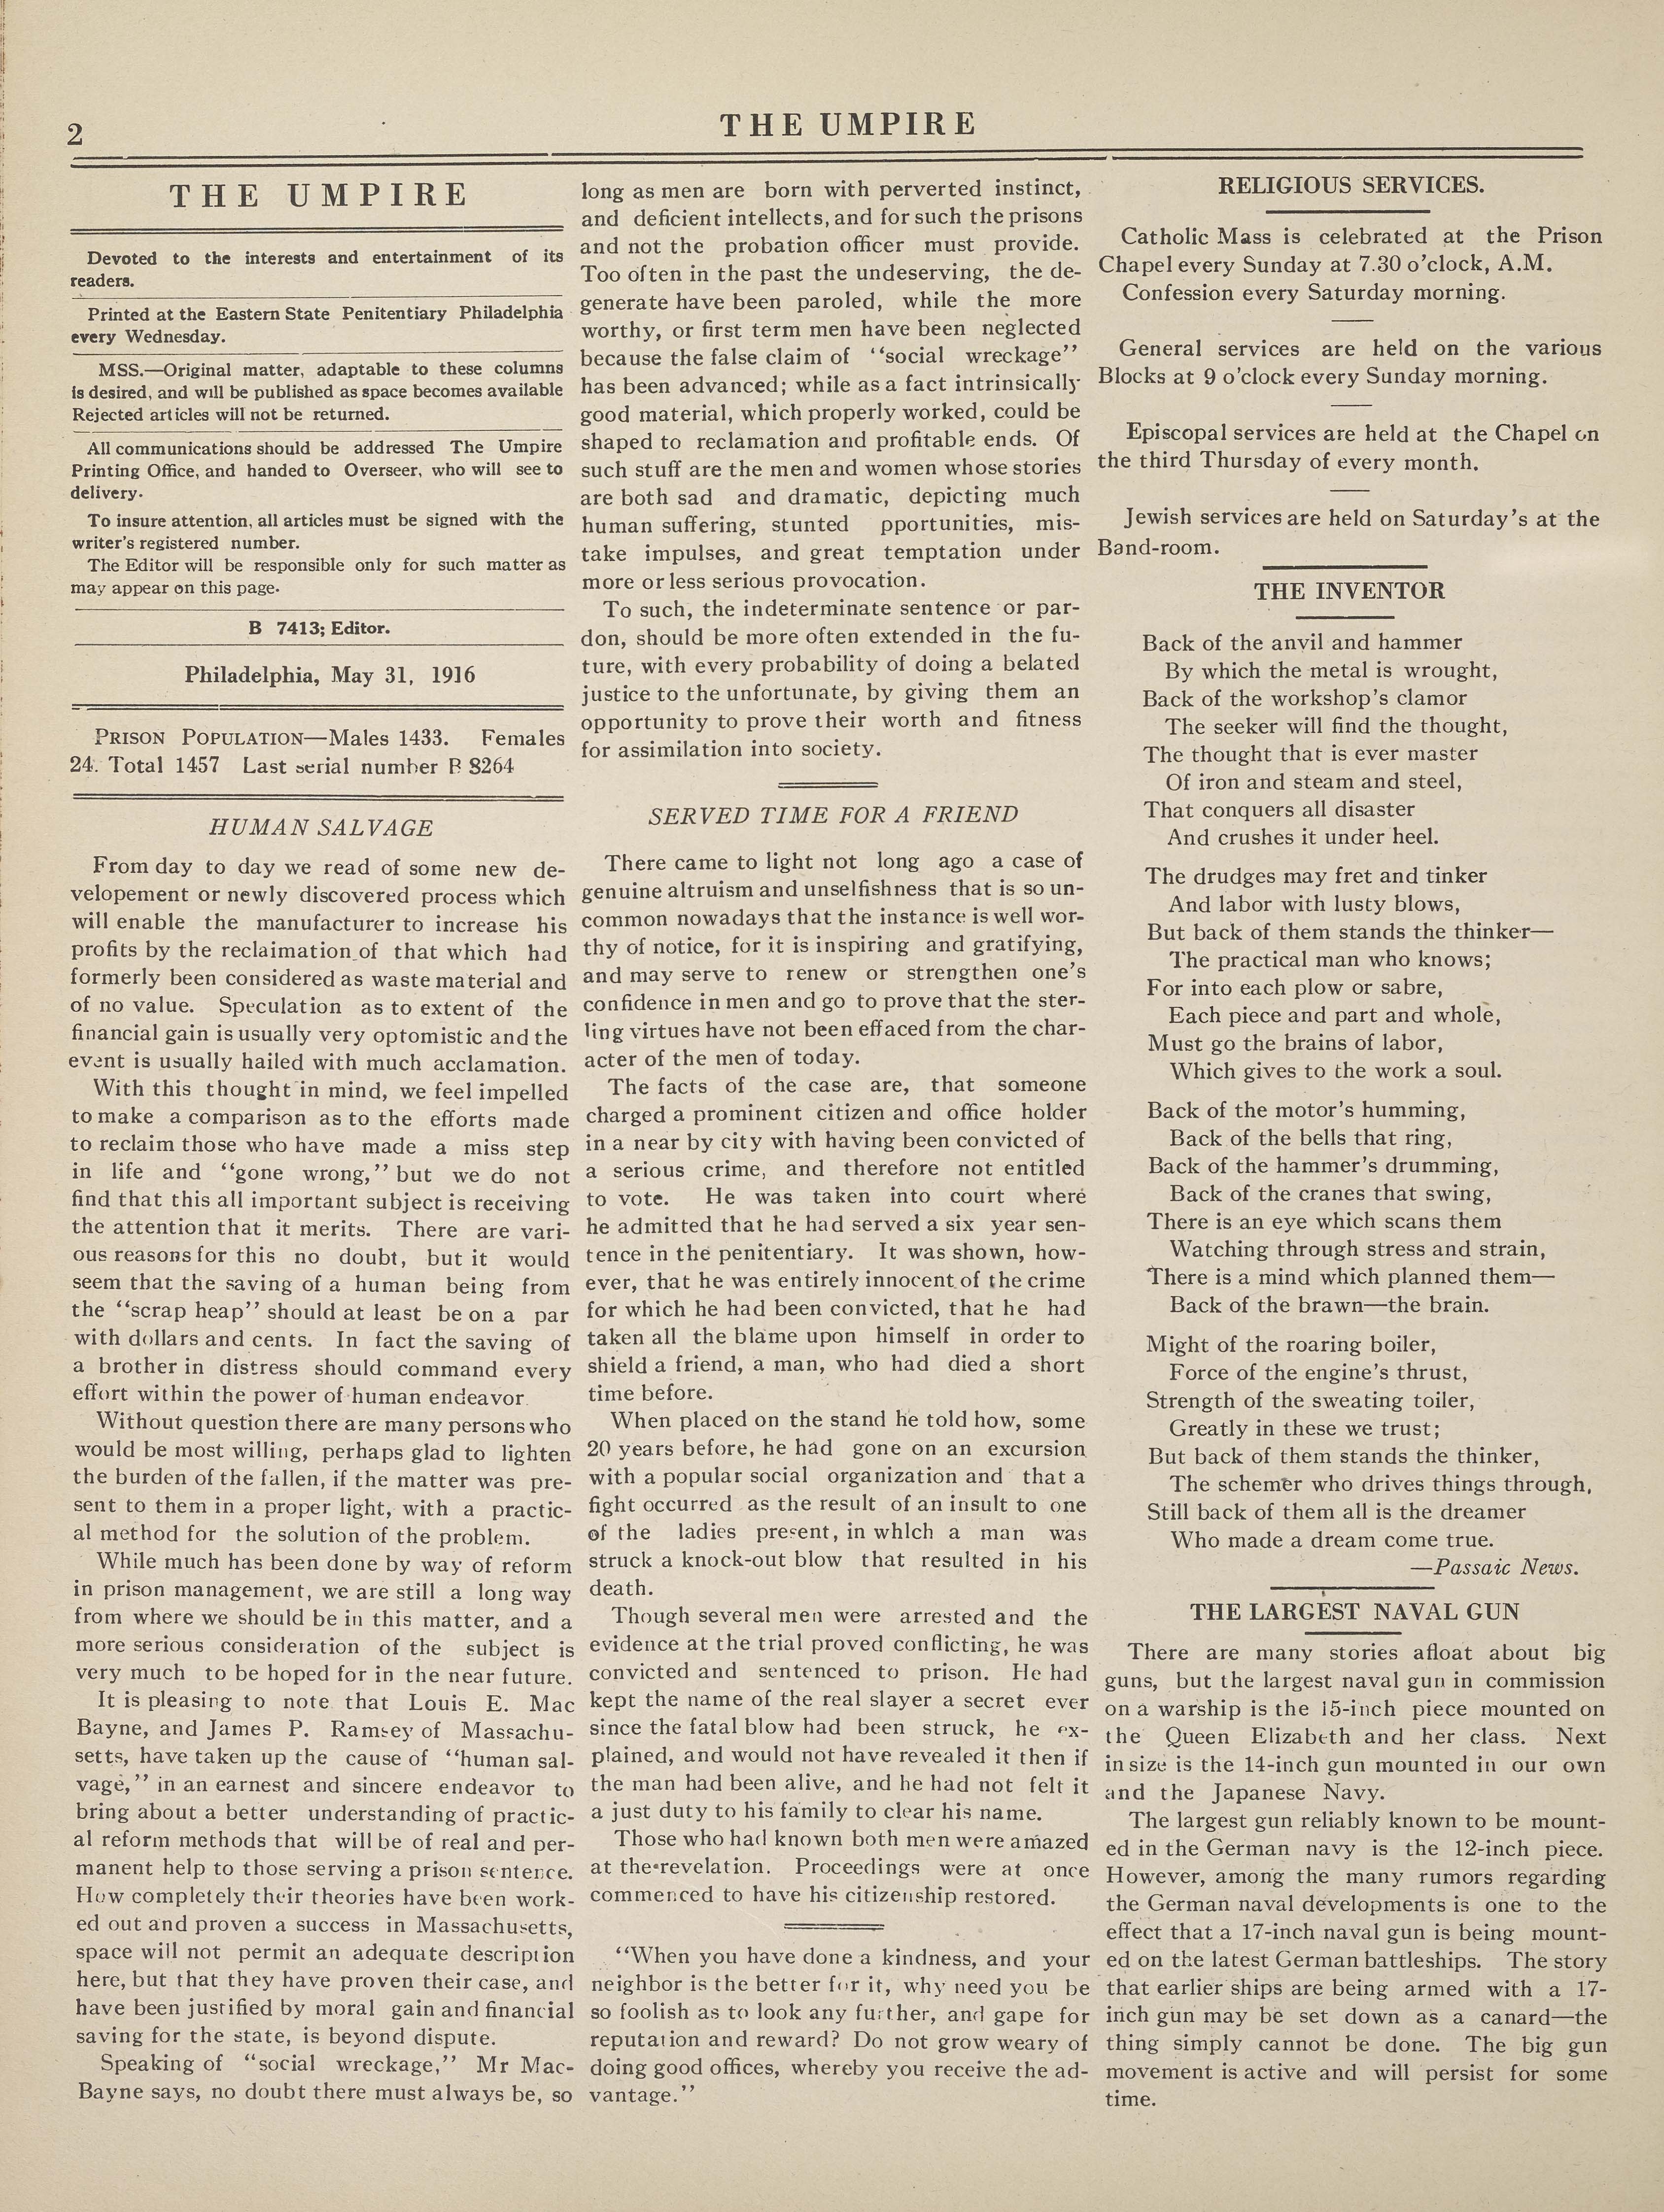 2
THE UMPIRE
THE UMPIRE
Devoted to the interests and entertainment of its
readers.
Printed at the Eastern State Penitentiary Philadelphia
every Wednesday.
MSS.—Original matter, adaptable to these columns
is desired, and will be published as space becomes available
Rejected articles will not be returned.
All communications should be addressed The Umpire
Printing Office, and handed to Overseer, who will see to
delivery.
To insure attention, all articles must be signed with the
writer's registered number.
The Editor will be responsible only for such matter as
may appear on this page.
B 7413; Editor.
Philadelphia, May 31, 1916
PRISON POPULATION—Males 1433. Females
24. Total 1457 Last serial number B 8264
HUMAN SALVAGE
From day to day we read of some new de-
velopement or newly discovered process which
will enable the manufacturer to increase his
profits by the reclaimation of that which had
formerly been considered as waste material and
of no value. Speculation as to extent of the
financial gain is usually very optomistic and the
event is usually hailed with much acclamation.
With this thought in mind, we feel impelled
to make a comparison as to the efforts made
to reclaim those who have made a miss step
in life and "gone wrong," but we do not
find that this all important subject is receiving
the attention that it merits. There are vari-
ous reasons for this no doubt, but it would
seem that the saving of a human being from
the "scrap heap" should at least be on a par
with dollars and cents. In fact the saving of
a brother in distress should command every
effort within the power of human endeavor
Without question there are many persons who
would be most willing, perhaps glad to lighten
the burden of the fallen, if the matter was pre-
sent to them in a proper light, with a practic-
al method for the solution of the problem.
While much has been done by way of reform
in prison management, we are still a long way
from where we should be in this matter, and a
more serious consideration of the subject is
very much to be hoped for in the near future.
It is pleasing to note that Louis E. Mac
Bayne, and James P. Ramsey of Massachu-
setts, have taken up the cause of "human sal-
vage," in an earnest and sincere endeavor to
bring about a better understanding of practic-
al reform methods that will be of real and per-
manent help to those serving a prison sentence.
How completely their theories have been work-
ed out and proven a success in Massachusetts,
space will not permit an adequate description
here, but that they have proven their case, and
have been justified by moral gain and financial
saving for the state, is beyond dispute.
Speaking of "social wreckage," Mr Mac-
Bayne says, no doubt there must always be, so
long as men are born with perverted instinct,
and deficient intellects, and for such the prisons
and not the probation officer must provide.
Too often in the past the undeserving, the de-
generate have been paroled, while the more
worthy, or first term men have been neglected
because the false claim of "social wreckage"
has been advanced; while as a fact intrinsically
good material, which properly worked, could be
shaped to reclamation and profitable ends. Of
such stuff are the men and women whose stories
are both sad and dramatic, depicting much
human suffering, stunted pportunities, mis-
take impulses, and great temptation under
more or less serious provocation.
To such, the indeterminate sentence or par-
don, should be more often extended in the fu-
ture, with every probability of doing a belated
justice to the unfortunate, by giving them an
opportunity to prove their worth and fitness
for assimilation into society.
SERVED TIME FOR A FRIEND
There came to light not long ago a case of
genuine altruism and unselfishness that is so un-
common nowadays that the instance is well wor-
thy of notice, for it is inspiring and gratifying,
and may serve to renew or strengthen one's
confidence in men and go to prove that the ster-
ling virtues have not been effaced from the char-
acter of the men of today.
The facts of the case are, that someone
charged a prominent citizen and office holder
in a near by city with having been convicted of
a serious crime, and therefore not entitled
to vote. He was taken into court where
he admitted that he had served a six year sen-
tence in the penitentiary. It was shown, how-
ever, that he was entirely innocent of the crime
for which he had been convicted, that he had
taken all the blame upon himself in order to
shield a friend, a man, who had died a short
time before.
When placed on the stand he told how, some
20 years before, he had gone on an excursion
with a popular social organization and that a
fight occurred as the result of an insult to one
of the ladies present, in whlch a man was
struck a knock-out blow that resulted in his
death.
Though several men were arrested and the
evidence at the trial proved conflicting, he was
convicted and sentenced to prison. He had
kept the name of the real slayer a secret ever
since the fatal blow had been struck, he ex-
plained, and would not have revealed it then if
the man had been alive, and he had not felt it
a just duty to his family to clear his name.
Those who had known both men were amazed
at the revelation. Proceedings were at once
commenced to have his citizenship restored.
"When you have done a kindness, and your
neighbor is the better for it, why need you be
so foolish as to look any further, and gape for
reputation and reward? Do not grow weary of
doing good offices, whereby you receive the ad-
vantage."
RELIGIOUS SERVICES.
Catholic Mass is celebrated at the Prison
Chapel every Sunday at 7.30 o'clock, A.M.
Confession every Saturday morning.
General services are held on the various
Blocks at 9 o'clock every Sunday morning.
Episcopal services are held at the Chapel on
the third Thursday of every month.
Jewish services are held on Saturday's at the
Band-room.
THE INVENTOR
Back of the anvil and hammer
By which the metal is wrought,
Back of the workshop's clamor
The seeker will find the thought,
The thought that is ever master
Of iron and steam and steel,
That conquers all disaster
And crushes it under heel.
The drudges may fret and tinker
And labor with lusty blows,
But back of them stands the thinker—
The practical man who knows;
For into each plow or sabre,
Each piece and part and whole,
Must go the brains of labor,
Which gives to the work a soul.
Back of the motor's humming,
Back of the bells that ring,
Back of the hammer's drumming,
Back of the cranes that swing,
There is an eye which scans them
Watching through stress and strain,
There is a mind which planned them—
Back of the brawn—the brain.
Might of the roaring boiler,
Force of the engine's thrust,
Strength of the sweating toiler,
Greatly in these we trust;
But back of them stands the thinker,
The schemer who drives things through,
Still back of them all is the dreamer
Who made a dream come true.
—Passaic News.
THE LARGEST NAVAL GUN
There are many stories afloat about big
guns, but the largest naval gun in commission
on a warship is the 15-inch piece mounted on
the Queen Elizabeth and her class. Next
in size is the 14-inch gun mounted in our own
and the Japanese Navy.
The largest gun reliably known to be mount-
ed in the German navy is the 12-inch piece.
However, among the many rumors regarding
the German naval developments is one to the
effect that a 17-inch naval gun is being mount-
ed on the latest German battleships. The story
that earlier ships are being armed with a 17-
inch gun may be set down as a canard—the
thing simply cannot be done. The big gun
movement is active and will persist for some
time.